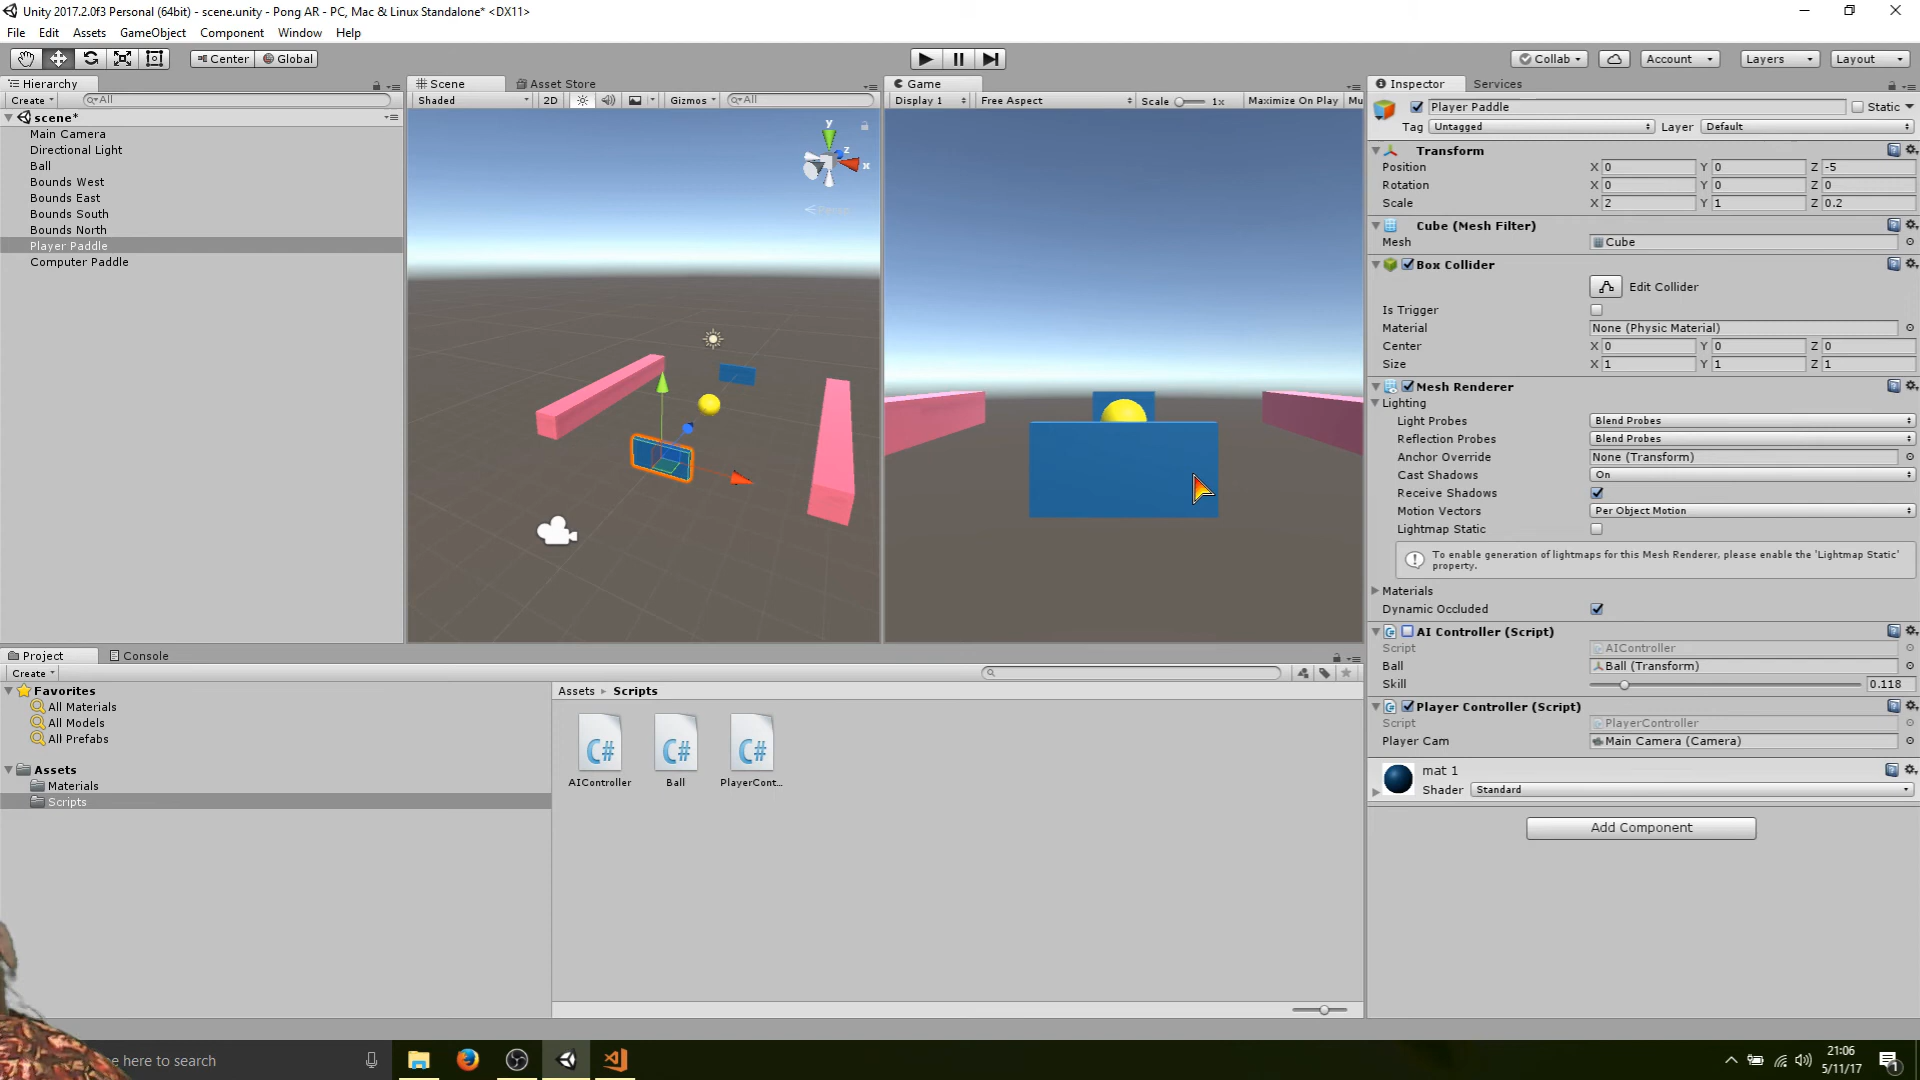 Unity 2017.2.0f3 Personal (64bit) - scene.unity - Pong AR - PC, Mac & Linux Standalone* <DX11>
File Edit Assets GameObject Component Window Help
Center Global Collab Account Layers Layout
Hierarchy
Create All
scene*
Main Camera
Directional Light
Ball
Bounds West
Bounds East
Bounds South
Bounds North
Player Paddle
Computer Paddle
Scene Asset Store
Shaded 2D Gizmos All
y
z
x
Persp
Game
Display 1 Free Aspect Scale 1x Maximize On Play Mu
Inspector Services
Player Paddle Static
Tag Untagged Layer Default
Transform
Position X 0 Y 0 Z -5
Rotation X 0 Y 0 Z 0
Scale X 2 Y 1 Z 0.2
Cube (Mesh Filter)
Mesh Cube
Box Collider
Edit Collider
Is Trigger
Material None (Physic Material)
Center X 0 Y 0 Z 0
Size X 1 Y 1 Z 1
Mesh Renderer
Lighting
Light Probes Blend Probes
Reflection Probes Blend Probes
Anchor Override None (Transform)
Cast Shadows On
Receive Shadows
Motion Vectors Per Object Motion
Lightmap Static
To enable generation of lightmaps for this Mesh Renderer, please enable the 'Lightmap Static'
property.
Materials
Dynamic Occluded
AI Controller (Script)
Script AIController
Ball Ball (Transform)
Skill 0.118
Player Controller (Script)
Script PlayerController
Player Cam Main Camera (Camera)
mat 1
Shader Standard
Add Component
Project Console
Create
Favorites
All Materials
All Models
All Prefabs
Assets
Materials
Scripts
Assets Scripts
C# C# C#
AIController Ball PlayerCont...
here to search
21:06
5/11/17
1